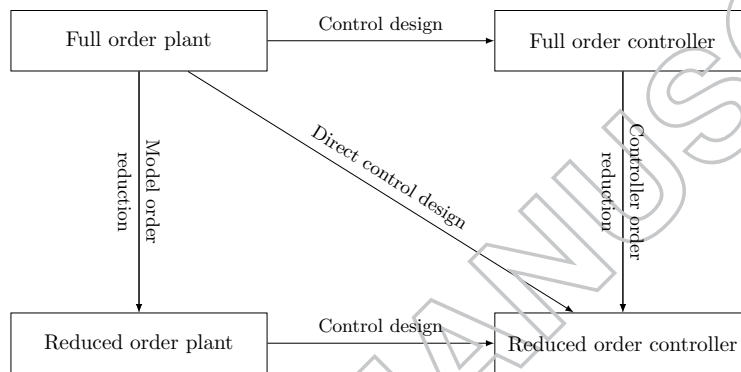 Full order plant
Control design
Full order controller
Model order
reduction
Direct control design
Controller order
reduction
Reduced order plant
Control design
Reduced order controller
MANUSC